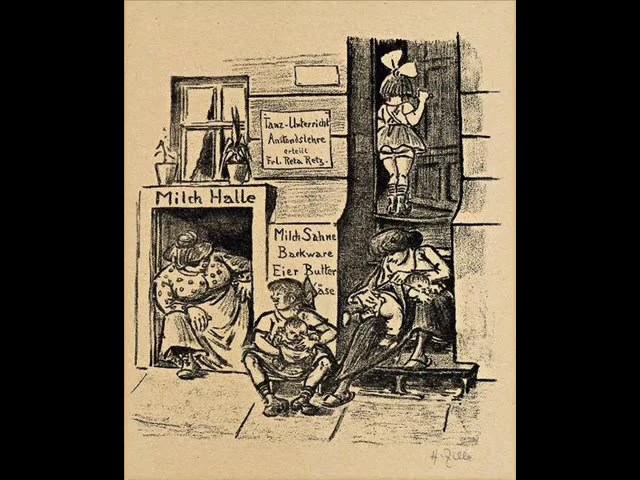 Tanz-Unterricht
Anstandslehre
erteilt
Frl. Reta Retz.
Milch Halle
Milch Sahne
Backware
Eier Butter
Käse
H. Zille